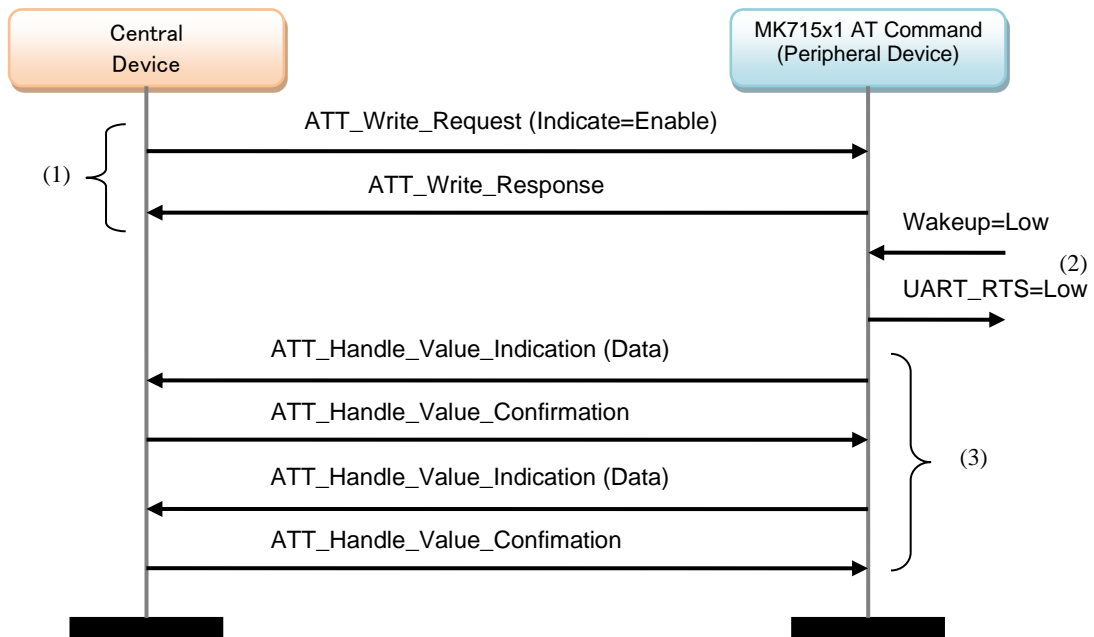 Central
Device
MK715x1 AT Command
(Peripheral Device)
ATT_Write_Request (Indicate=Enable)
(1)
ATT_Write_Response
Wakeup=Low
(2)
UART_RTS=Low
ATT_Handle_Value_Indication (Data)
ATT_Handle_Value_Confirmation
(3)
ATT_Handle_Value_Indication (Data)
ATT_Handle_Value_Confimation